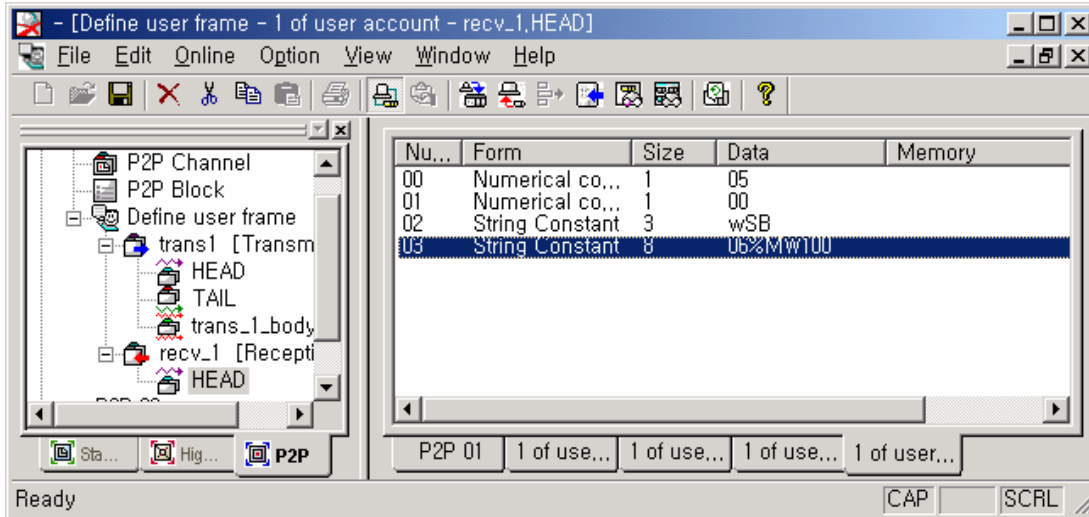 - [Define user frame - 1 of user account - recv_1,HEAD]
File Edit Online Option View Window Help
P2P Channel
P2P Block
Define user frame
trans1 [Transm
HEAD
TAIL
trans_1_body
recv_1 [Recepti
HEAD
Sta... Hig... P2P
Nu... Form Size Data Memory
00 Numerical co... 1 05
01 Numerical co... 1 00
02 String Constant 3 wSB
03 String Constant 8 06%MW100
P2P 01 1 of use... 1 of use... 1 of use... 1 of user...
Ready CAP SCRL